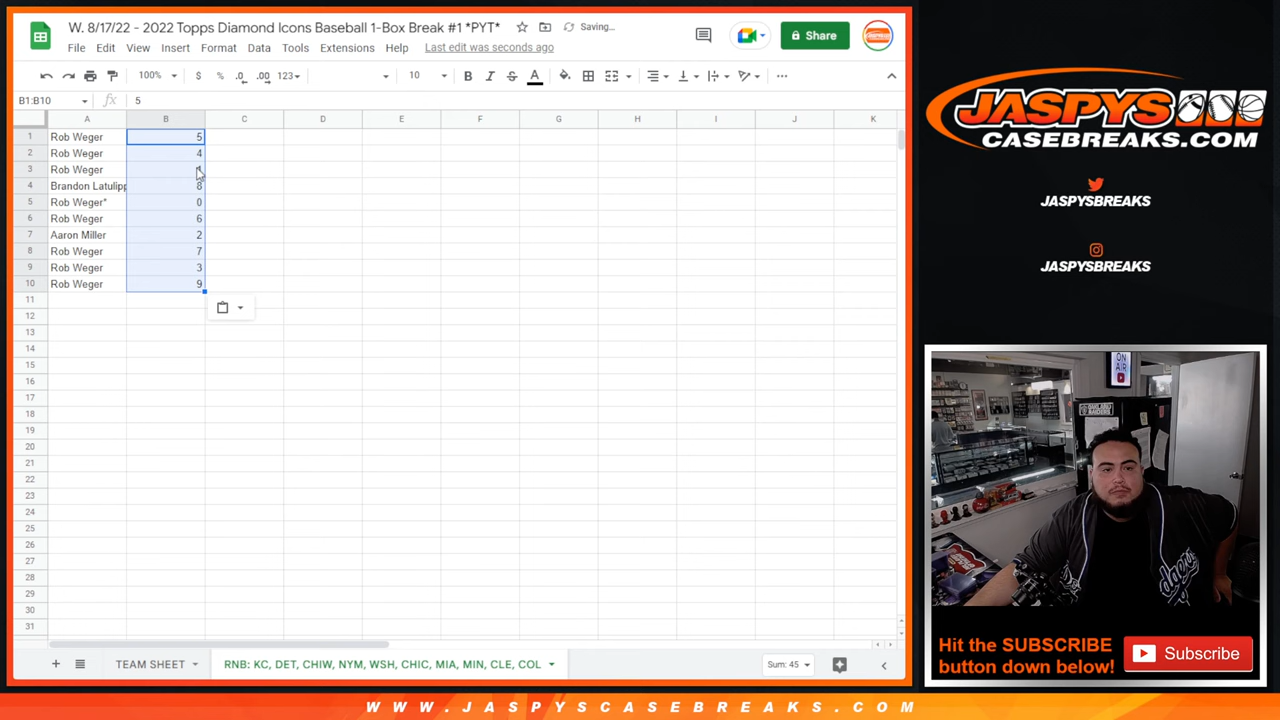 W. 8/17/22 - 2022 Topps Diamond Icons Baseball 1-Box Break #1 *PYT*
Saving...
File Edit View Insert Format Data Tools Extensions Help Last edit was seconds ago
Share
100% $ % .0 .00 123 10 B I S A
B1:B10 fx 5
A B C D E F G H I J K
1 Rob Weger 5
2 Rob Weger 4
3 Rob Weger
4 Brandon Latulipp 8
5 Rob Weger* 0
6 Rob Weger 6
7 Aaron Miller 2
8 Rob Weger 7
9 Rob Weger 3
10 Rob Weger 9
11
12
13
14
15
16
17
18
19
20
21
22
23
24
25
26
27
28
29
30
31
TEAM SHEET RNB: KC, DET, CHIW, NYM, WSH, CHIC, MIA, MIN, CLE, COL Sum: 45
JASPYS
CASEBREAKS.COM
JASPYSBREAKS
JASPYSBREAKS
ON
AIR
OAKLAND
RAIDERS
Hit the SUBSCRIBE
button down below!
Subscribe
WWW.JASPYSCASEBREAKS.COM